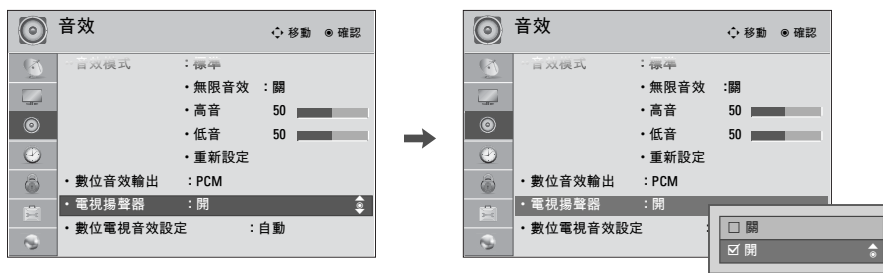 音效
移動 確認
音效模式 : 標準
• 無限音效 : 關
• 高音 50
• 低音 50
• 重新設定
• 數位音效輸出 : PCM
• 電視揚聲器 : 開
• 數位電視音效設定 : 自動
音效
移動 確認
音效模式 : 標準
• 無限音效 :關
• 高音 50
• 低音 50
• 重新設定
• 數位音效輸出 : PCM
• 電視揚聲器 : 開
• 數位電視音效設定 :
關
開